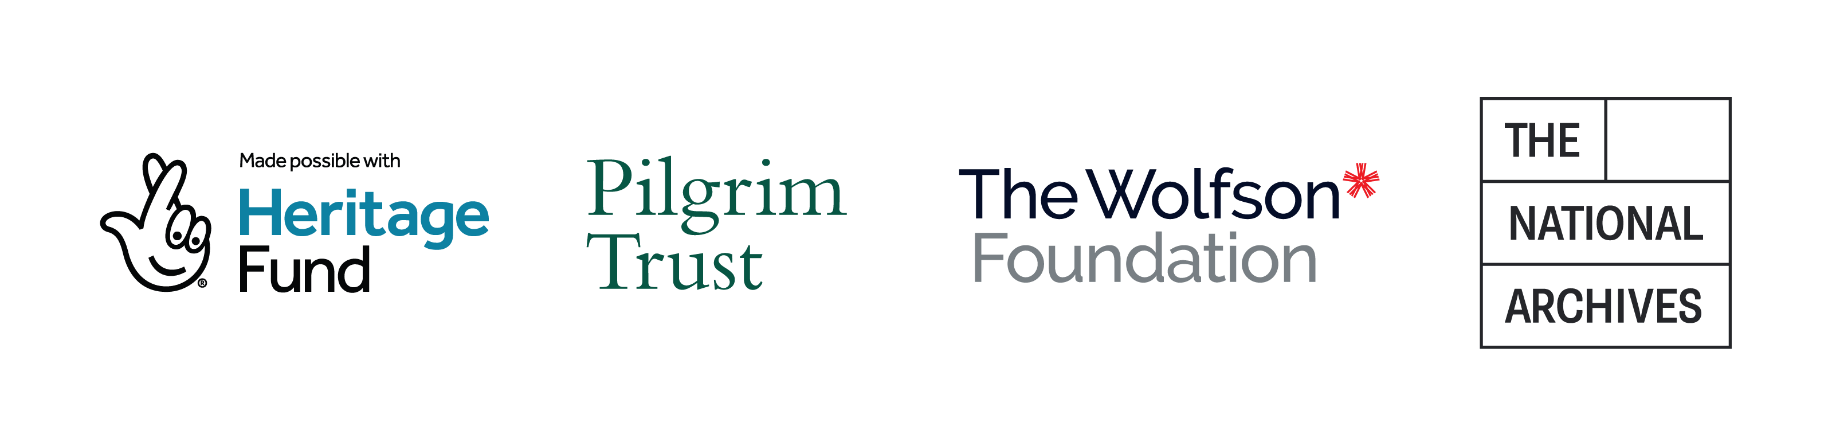 Made possible with
Heritage
Fund
®
Pilgrim
Trust
The Wolfson
Foundation
THE
NATIONAL
ARCHIVES